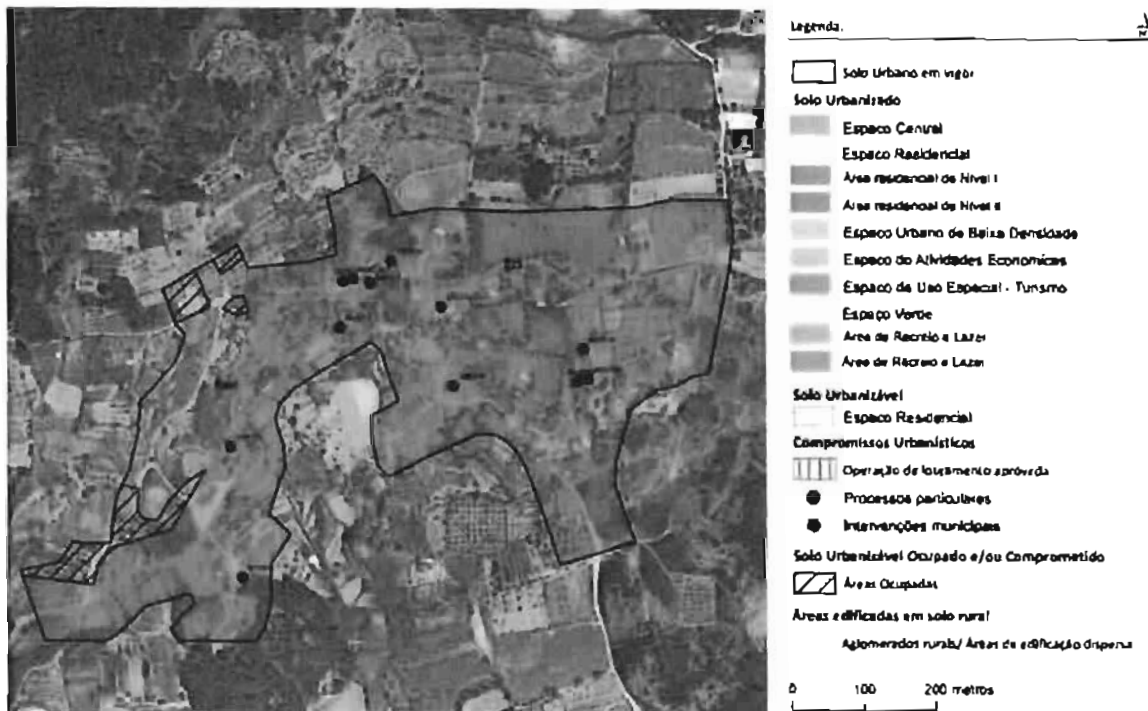 Legenda.
N
Solo Urbano em vigor
Solo Urbanizado
Espaço Central
Espaço Residencial
Área residencial de Nível I
Área residencial de Nível II
Espaço Urbano de Baixa Densidade
Espaço de Atividades Económicas
Espaço de Uso Especial - Turismo
Espaço Verde
Área de Recreio e Lazer
Área de Recreio e Lazer
Solo Urbanizável
Espaço Residencial
Compromissos Urbanísticos
Operação de loteamento aprovada
Processos particulares
Intervenções municipais
Solo Urbanizável Ocupado e/ou Comprometido
Áreas Ocupadas
Áreas edificadas em solo rural
Aglomerados rurais/ Áreas de edificação dispersa
0 100 200 metros